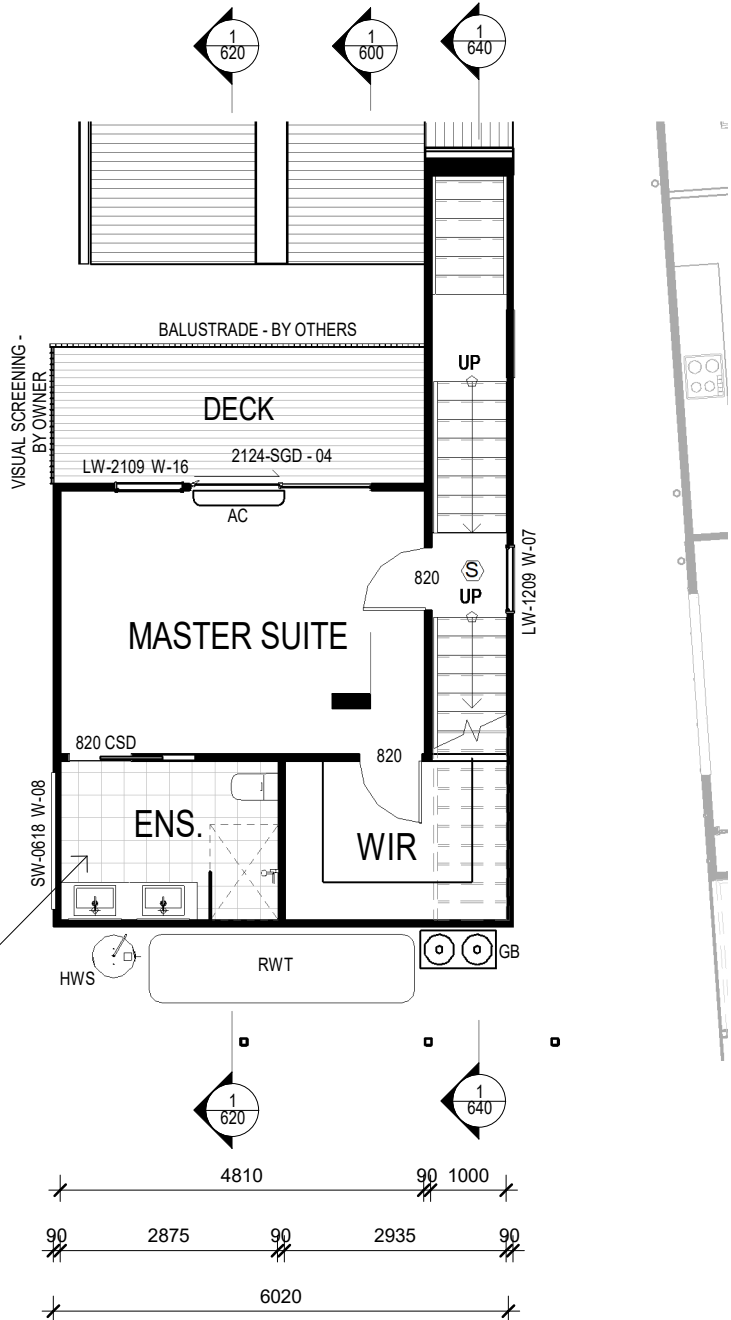 1
620
1
600
1
640
BALUSTRADE - BY OTHERS
VISUAL SCREENING -
BY OWNER
UP
DECK
LW-2109 W-16
2124-SGD - 04
AC
820
S
UP
LW-1209 W-07
MASTER SUITE
820 CSD
820
SW-0618 W-08
ENS.
WIR
HWS
RWT
GB
1
620
1
640
4810
90
1000
90
2875
90
2935
90
6020